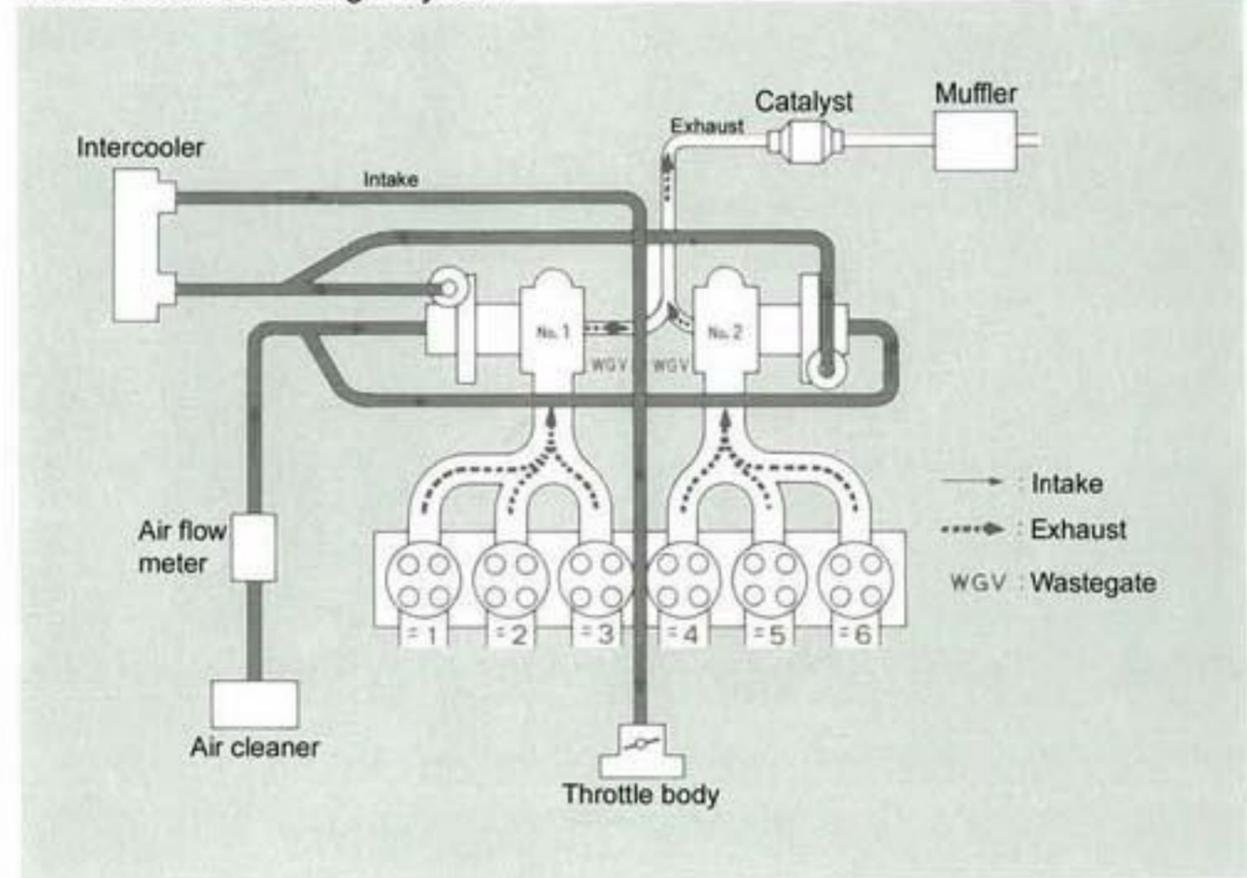 Catalyst
Muffler
Exhaust
Intercooler
Intake
No. 1
No. 2
WGV
WGV
Air flow
meter
→ : Intake
: Exhaust
WGV : Wastegate
= 1
= 2
= 3
= 4
= 5
= 6
Air cleaner
Throttle body